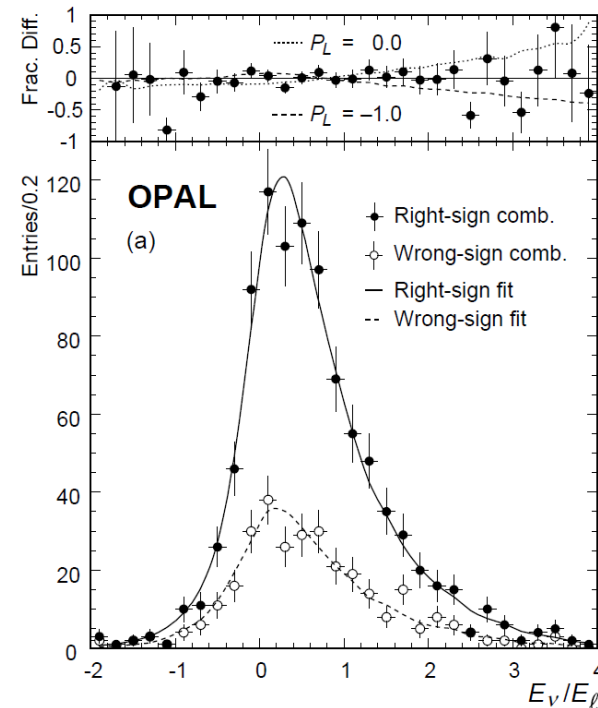 Frac. Diff.
1
0.5
0
-0.5
-1
P_L = 0.0
P_L = −1.0
Entries/0.2
OPAL
(a)
Right-sign comb.
Wrong-sign comb.
Right-sign fit
Wrong-sign fit
120
100
80
60
40
20
0
-2 -1 0 1 2 3 4
E_ν/E_ℓ